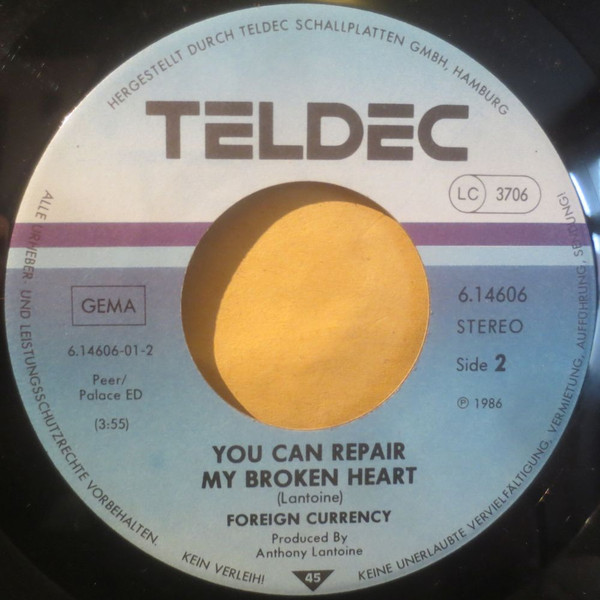 HERGESTELLT DURCH TELDEC SCHALLPLATTEN GMBH, HAMBURG
TELDEC
LC 3706
GEMA
6.14606-01-2
Peer/
Palace ED
(3:55)
6.14606
STEREO
Side 2
℗ 1986
YOU CAN REPAIR
MY BROKEN HEART
(Lantoine)
FOREIGN CURRENCY
Produced By
Anthony Lantoine
45
ALLE URHEBER- UND LEISTUNGSSCHUTZRECHTE VORBEHALTEN. KEIN VERLEIH! KEINE UNERLAUBTE VERVIELFÄLTIGUNG, VERMIETUNG, AUFFÜHRUNG, SENDUNG!